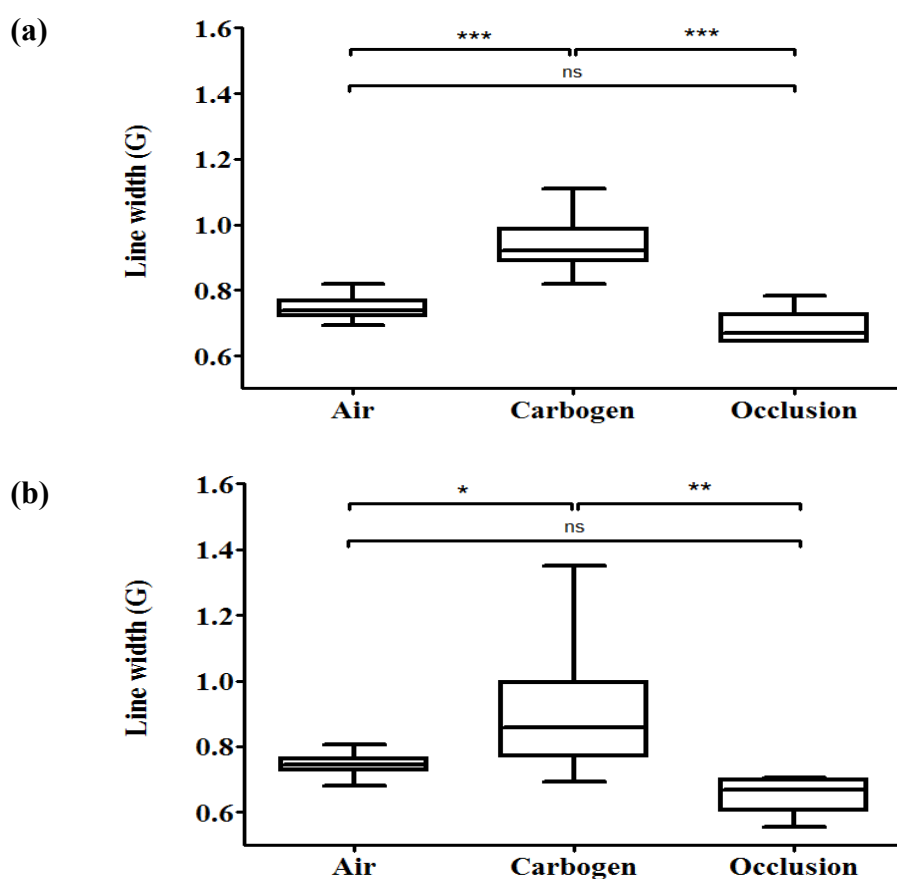 (a)
Line width (G)
1.6
1.4
1.2
1.0
0.8
0.6
***
***
ns
Air Carbogen Occlusion
(b)
Line width (G)
1.6
1.4
1.2
1.0
0.8
0.6
*
**
ns
Air Carbogen Occlusion